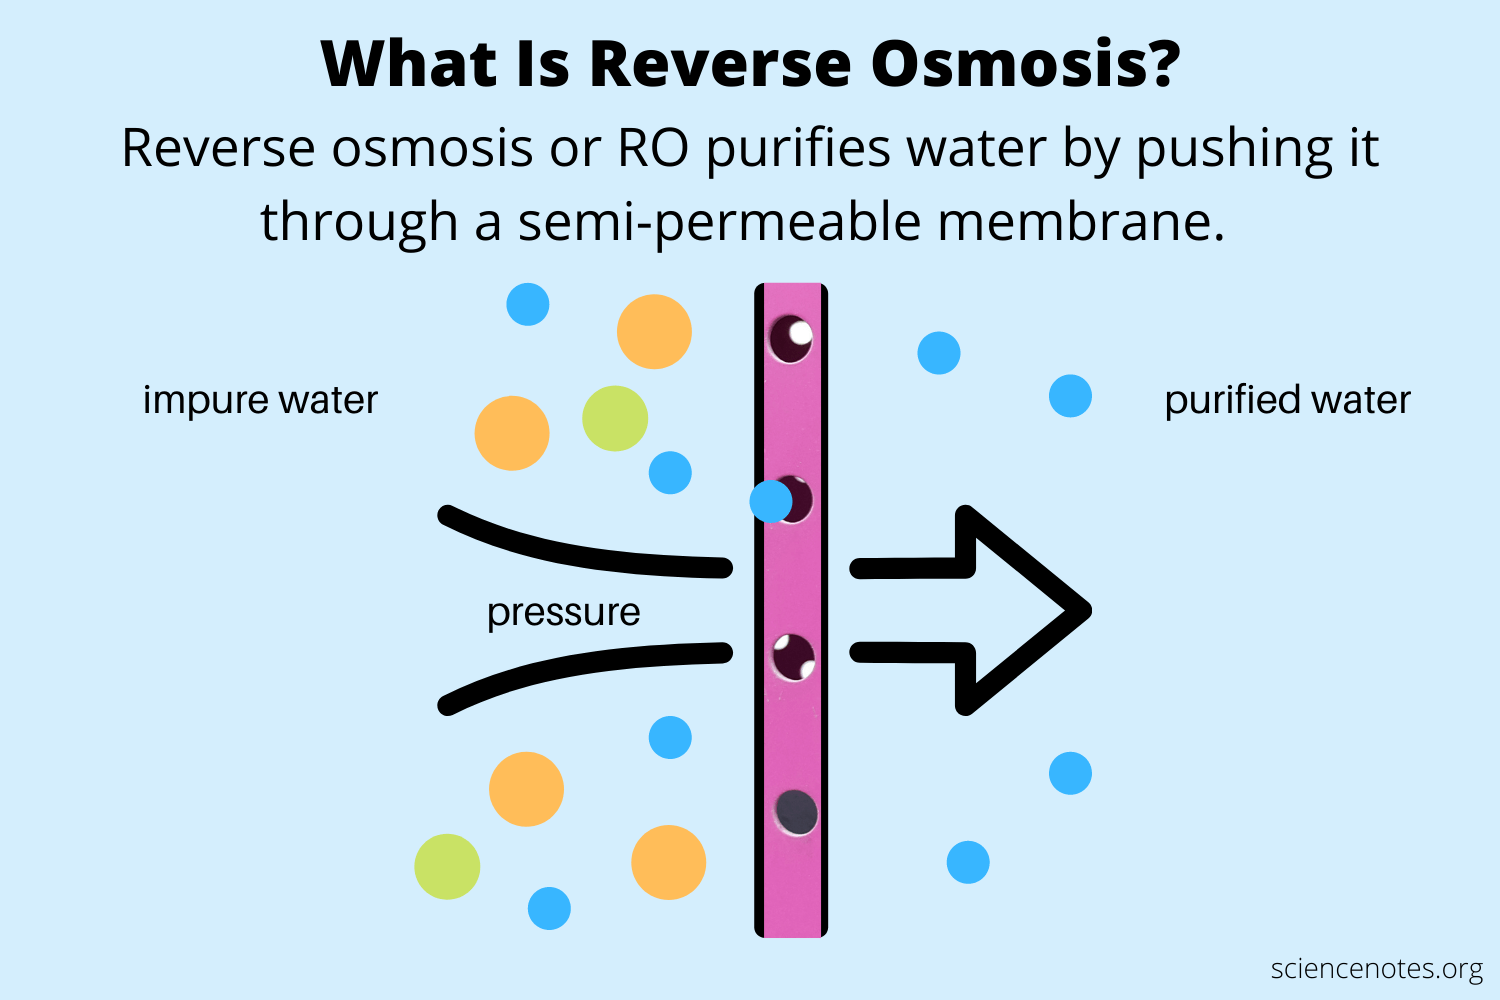 What Is Reverse Osmosis?
Reverse osmosis or RO purifies water by pushing it
through a semi-permeable membrane.
impure water
purified water
pressure
sciencenotes.org